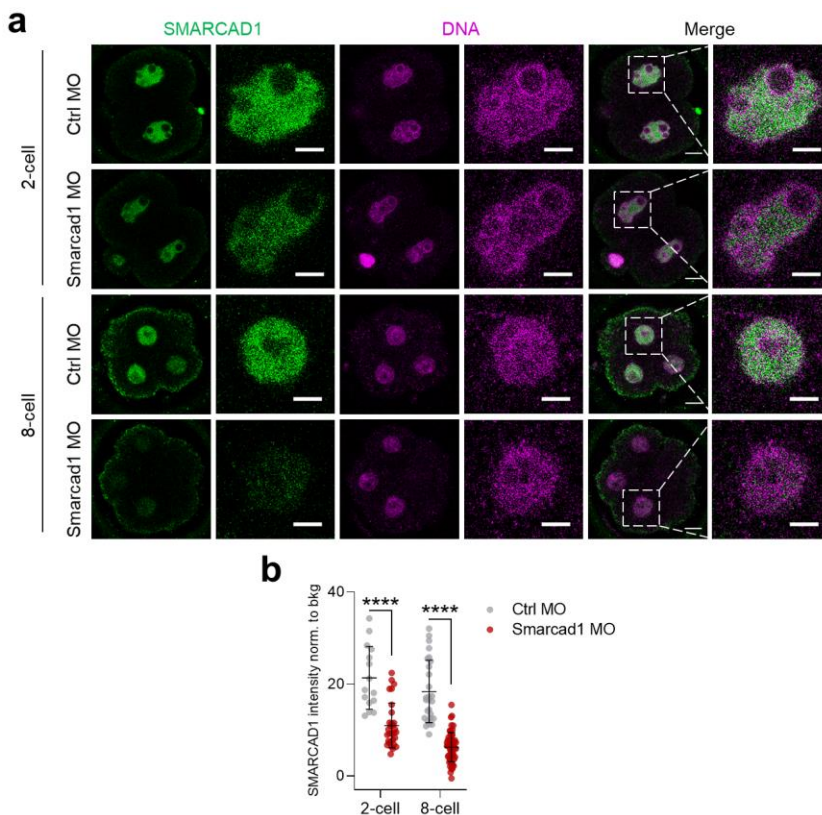 a
SMARCAD1 DNA Merge
2-cell
Ctrl MO
Smarcad1 MO
8-cell
Ctrl MO
Smarcad1 MO
b
SMARCAD1 intensity norm. to bkg
40
20
0
**** ****
2-cell 8-cell
Ctrl MO
Smarcad1 MO